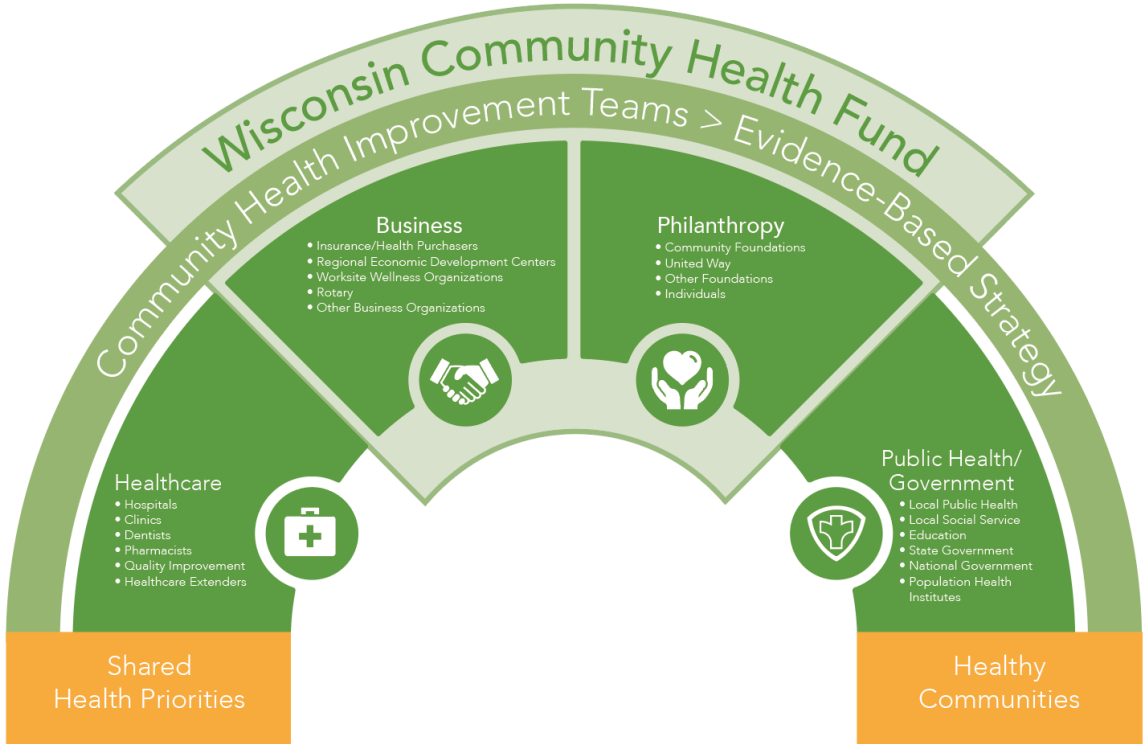 Wisconsin Community Health Fund
Community Health Improvement Teams > Evidence-Based Strategy
Business
• Insurance/Health Purchasers
• Regional Economic Development Centers
• Worksite Wellness Organizations
• Rotary
• Other Business Organizations
Philanthropy
• Community Foundations
• United Way
• Other Foundations
• Individuals
Healthcare
• Hospitals
• Clinics
• Dentists
• Pharmacists
• Quality Improvement
• Healthcare Extenders
Public Health/
Government
• Local Public Health
• Local Social Service
• Education
• State Government
• National Government
• Population Health
Institutes
Shared
Health Priorities
Healthy
Communities